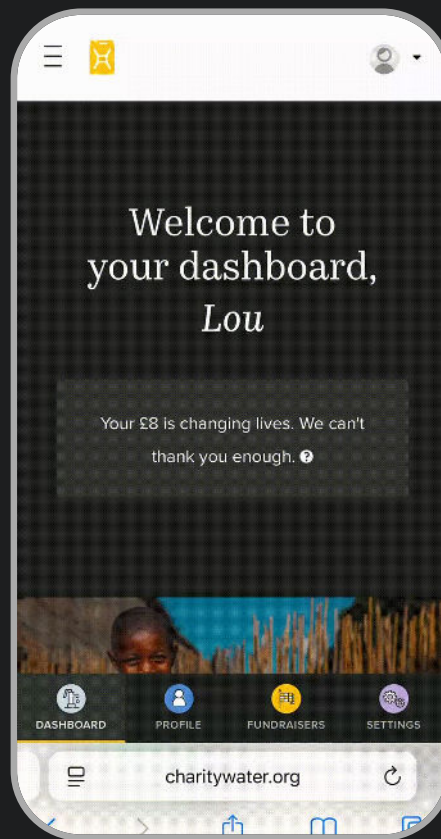 Welcome to
your dashboard,
Lou
Your £8 is changing lives. We can't
thank you enough. ?
DASHBOARD
PROFILE
FUNDRAISERS
SETTINGS
charitywater.org